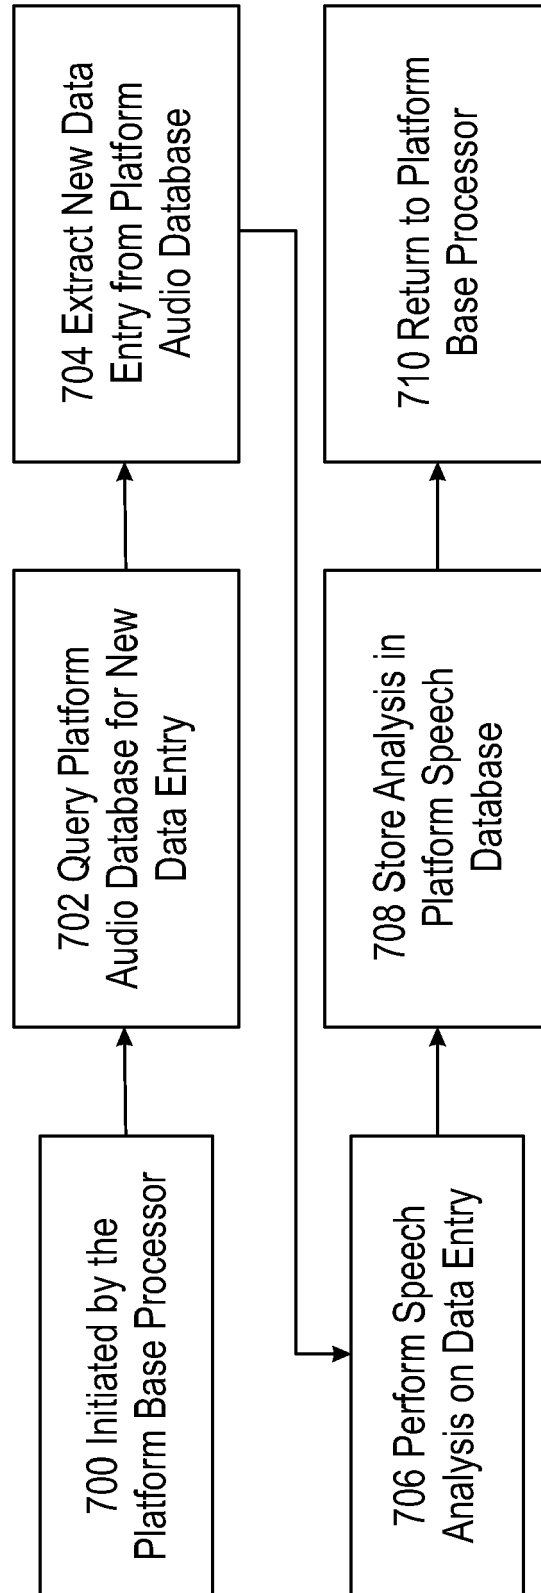 700 Initiated by the
Platform Base Processor
702 Query Platform
Audio Database for New
Data Entry
704 Extract New Data
Entry from Platform
Audio Database
706 Perform Speech
Analysis on Data Entry
708 Store Analysis in
Platform Speech
Database
710 Return to Platform
Base Processor